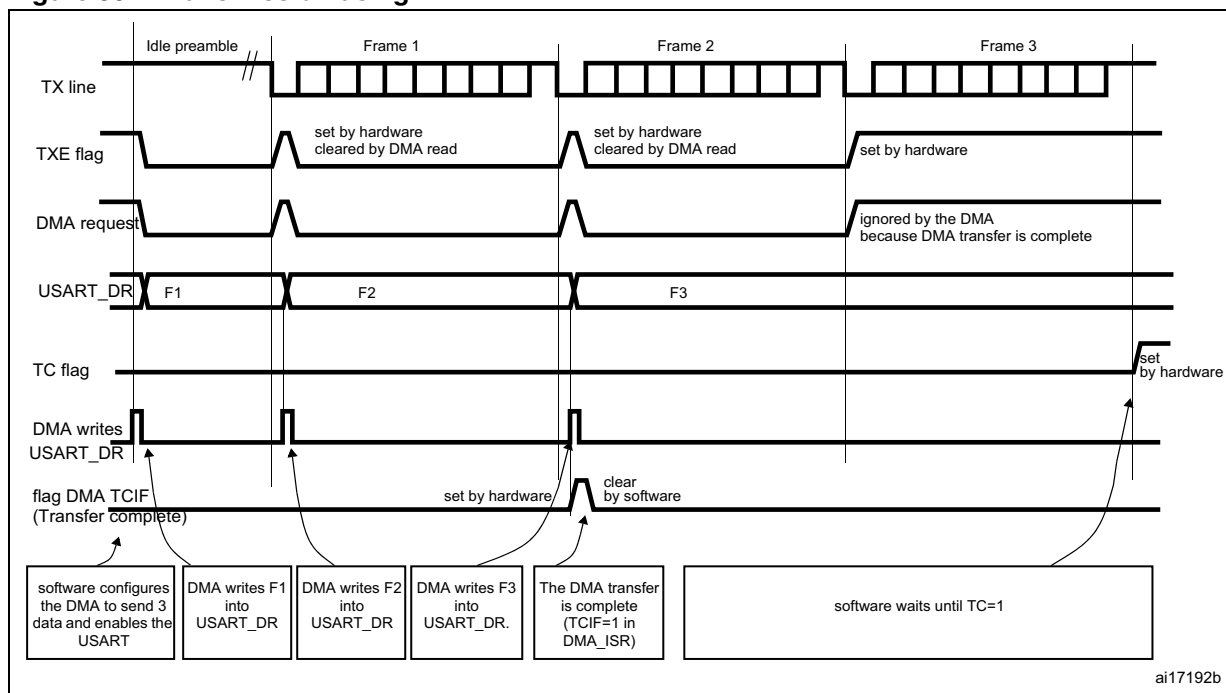 Idle preamble
Frame 1
Frame 2
Frame 3
TX line
TXE flag
set by hardware
cleared by DMA read
set by hardware
cleared by DMA read
set by hardware
DMA request
ignored by the DMA
because DMA transfer is complete
USART_DR
F1
F2
F3
TC flag
set
by hardware
DMA writes
USART_DR
flag DMA TCIF
(Transfer complete)
set by hardware
clear
by software
software configures
the DMA to send 3
data and enables the
USART
DMA writes F1
into
USART_DR
DMA writes F2
into
USART_DR
DMA writes F3
into
USART_DR.
The DMA transfer
is complete
(TCIF=1 in
DMA_ISR)
software waits until TC=1
ai17192b